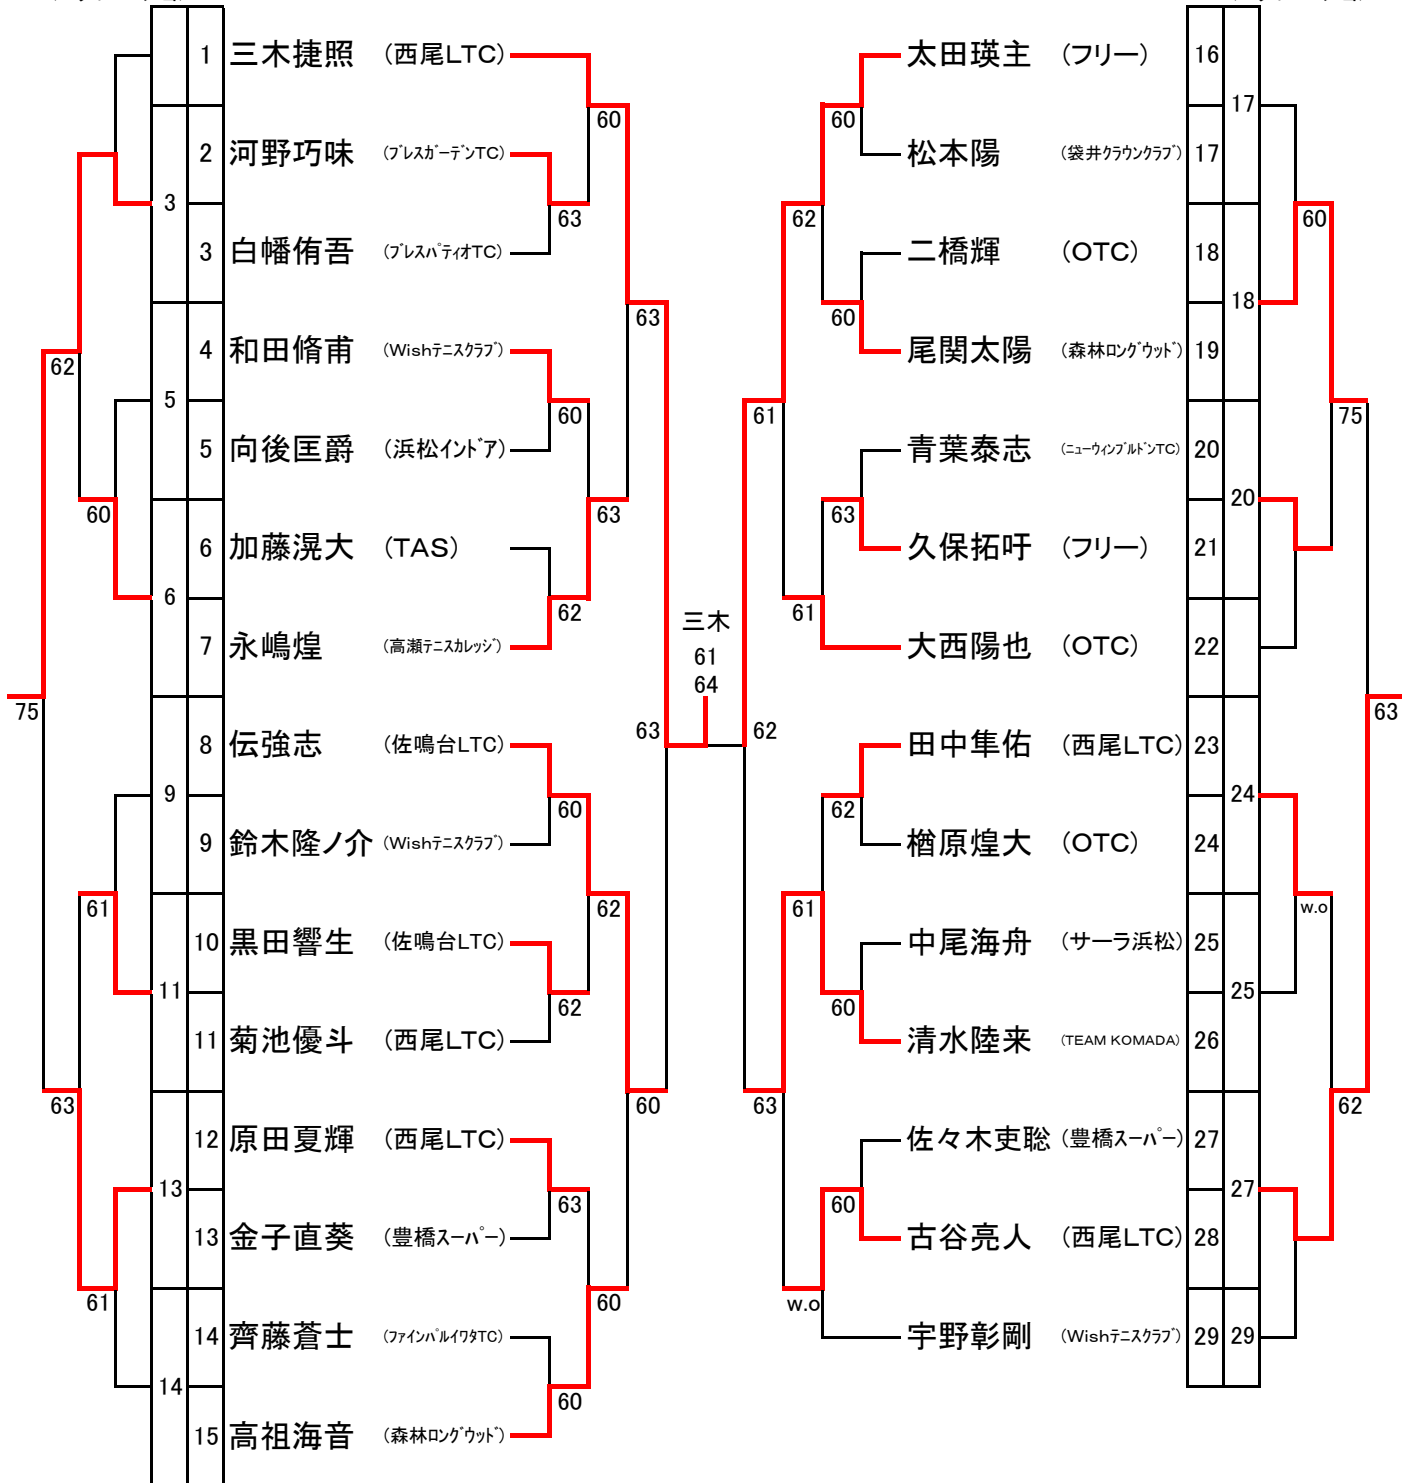 1 三木捷照 (西尾LTC)
60
2 河野巧味 (ブレスガーデンTC)
3
63
3 白幡侑吾 (ブレスパティオTC)
63
4 和田脩甫 (Wishテニスクラブ)
62
5
60
5 向後匡爵 (浜松インドア)
60
63
6 加藤滉大 (TAS)
6
62
7 永嶋煌 (高瀬テニスカレッジ)
75
63
8 伝強志 (佐鳴台LTC)
9
60
9 鈴木隆ノ介 (Wishテニスクラブ)
61
62
10 黒田響生 (佐鳴台LTC)
11
62
11 菊池優斗 (西尾LTC)
63
60
12 原田夏輝 (西尾LTC)
13
63
13 金子直葵 (豊橋スーパー)
61
60
14 齊藤蒼士 (ファインパルイワタTC)
14
60
15 高祖海音 (森林ロングウッド)
三木
61
64
太田瑛主 (フリー) 16
60
17
松本陽 (袋井クラウンクラブ) 17
62
60
二橋輝 (OTC) 18
60
18
尾関太陽 (森林ロングウッド) 19
61
75
青葉泰志 (ニューウィンブルドンTC) 20
63
20
久保拓吁 (フリー) 21
61
大西陽也 (OTC) 22
62
63
田中隼佑 (西尾LTC) 23
62
24
楢原煌大 (OTC) 24
61
w.o
中尾海舟 (サーラ浜松) 25
60
25
清水陸来 (TEAM KOMADA) 26
63
62
佐々木吏聡 (豊橋スーパー) 27
60
27
古谷亮人 (西尾LTC) 28
w.o
宇野彰剛 (Wishテニスクラブ) 29 29